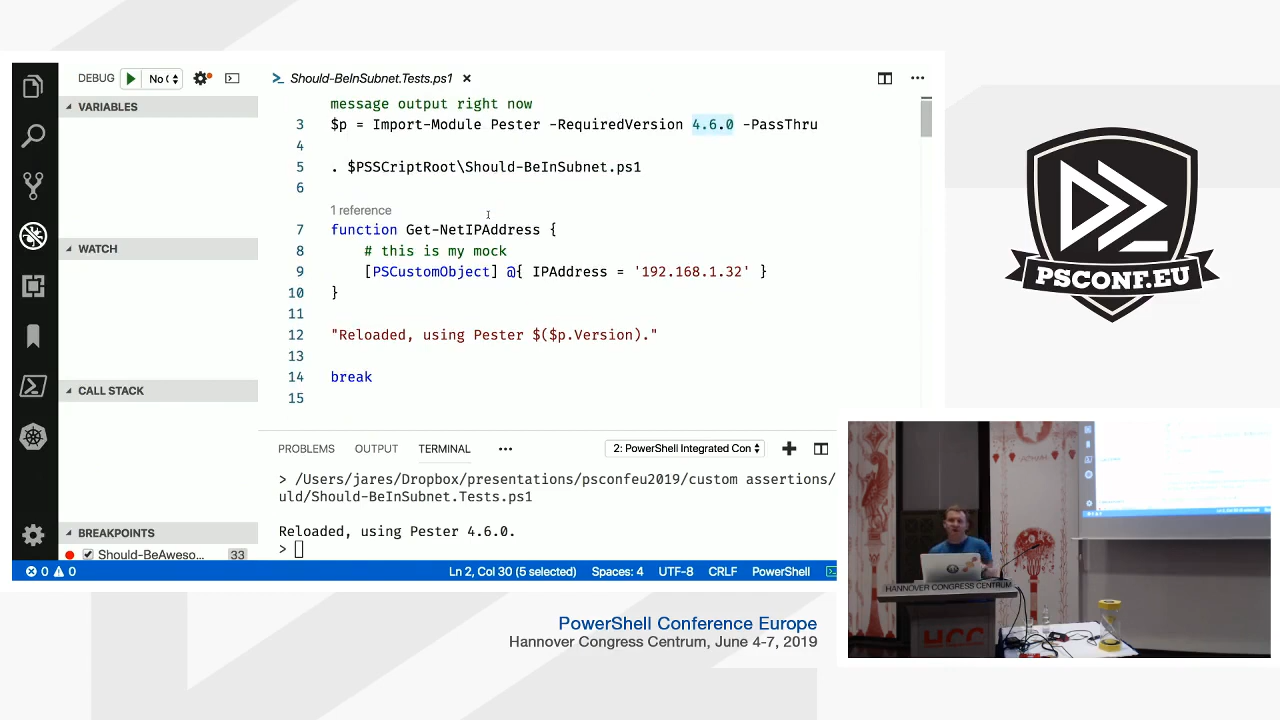 DEBUG No (
Should-BeInSubnet.Tests.ps1
VARIABLES
message output right now
3 $p = Import-Module Pester -RequiredVersion 4.6.0 -PassThru
4
5 . $PSSCriptRoot\Should-BeInSubnet.ps1
6
1 reference
7 function Get-NetIPAddress {
8 # this is my mock
9 [PSCustomObject] @{ IPAddress = '192.168.1.32' }
10 }
11
12 "Reloaded, using Pester $($p.Version)."
13
14 break
15
WATCH
CALL STACK
BREAKPOINTS
Should-BeAweso... 33
PROBLEMS OUTPUT TERMINAL ••• 2: PowerShell Integrated Con
> /Users/jares/Dropbox/presentations/psconfeu2019/custom assertions/
uld/Should-BeInSubnet.Tests.ps1
Reloaded, using Pester 4.6.0.
>
0 0 Ln 2, Col 30 (5 selected) Spaces: 4 UTF-8 CRLF PowerShell
PSCONF.EU
HANNOVER CONGRESS CENTRUM
HCC
PowerShell Conference Europe
Hannover Congress Centrum, June 4-7, 2019